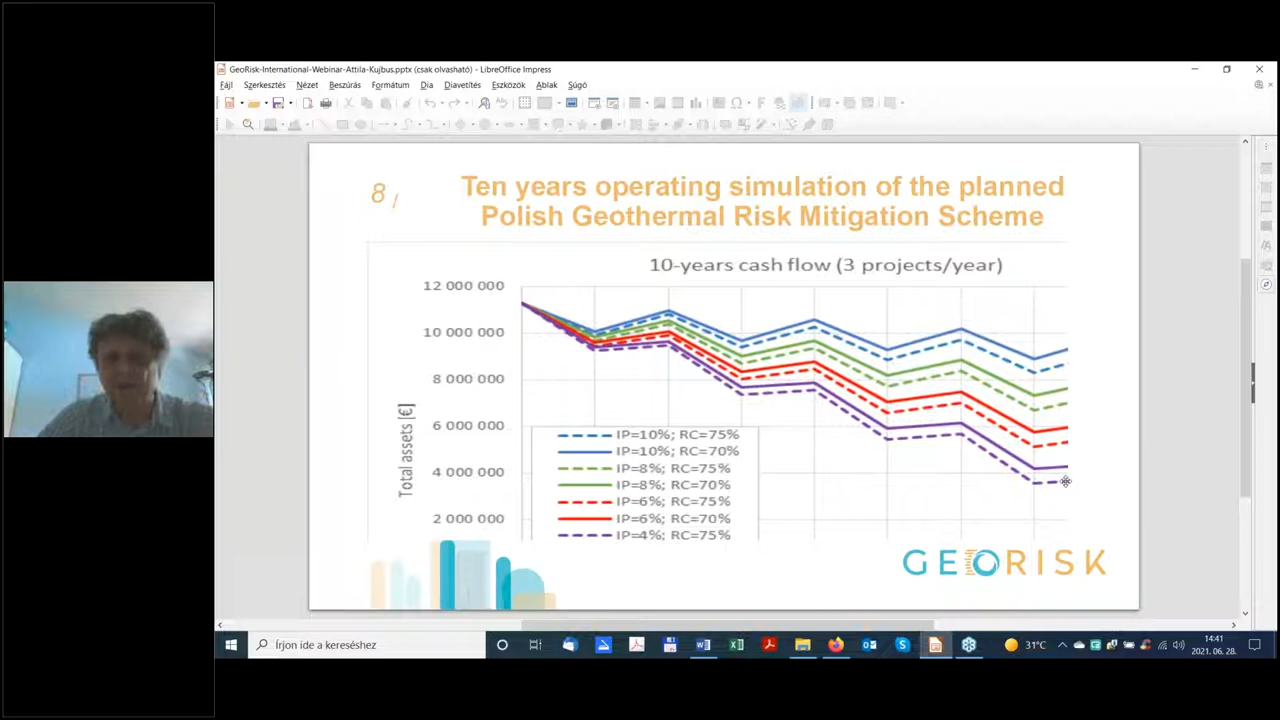 GeoRisk-International-Webinar-Attila-Kujbus.pptx (csak olvasható) - LibreOffice Impress
Fájl Szerkesztés Nézet Beszúrás Formátum Dia Diavetítés Eszközök Ablak Súgó
8 /
Ten years operating simulation of the planned
Polish Geothermal Risk Mitigation Scheme
10-years cash flow (3 projects/year)
12 000 000
10 000 000
8 000 000
6 000 000
4 000 000
2 000 000
Total assets [€]
IP=10%; RC=75%
IP=10%; RC=70%
IP=8%; RC=75%
IP=8%; RC=70%
IP=6%; RC=75%
IP=6%; RC=70%
IP=4%; RC=75%
GEORISK
Írjon ide a kereséshez
31°C
14:41
2021. 06. 28.